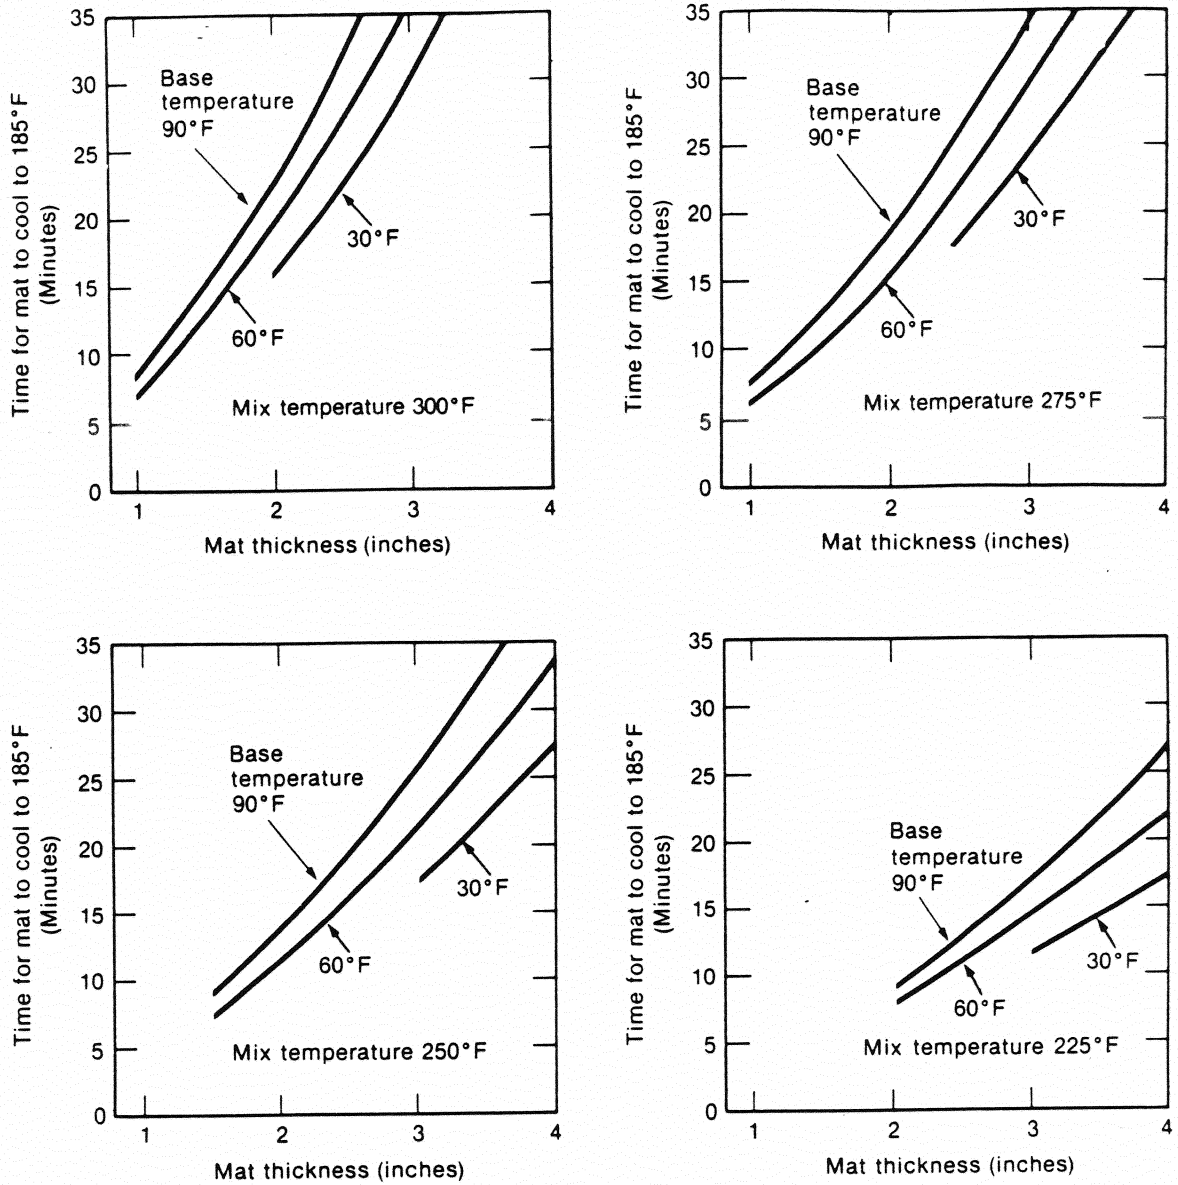 35
30
25
20
15
10
5
0
Time for mat to cool to 185°F
(Minutes)
Base
temperature
90°F
30°F
60°F
Mix temperature 300°F
1
2
3
4
Mat thickness (inches)
35
30
25
20
15
10
5
0
Time for mat to cool to 185°F
(Minutes)
Base
temperature
90°F
30°F
60°F
Mix temperature 275°F
1
2
3
4
Mat thickness (inches)
35
30
25
20
15
10
5
0
Time for mat to cool to 185°F
(Minutes)
Base
temperature
90°F
30°F
60°F
Mix temperature 250°F
1
2
3
4
Mat thickness (inches)
35
30
25
20
15
10
5
0
Time for mat to cool to 185°F
(Minutes)
Base
temperature
90°F
30°F
60°F
Mix temperature 225°F
1
2
3
4
Mat thickness (inches)